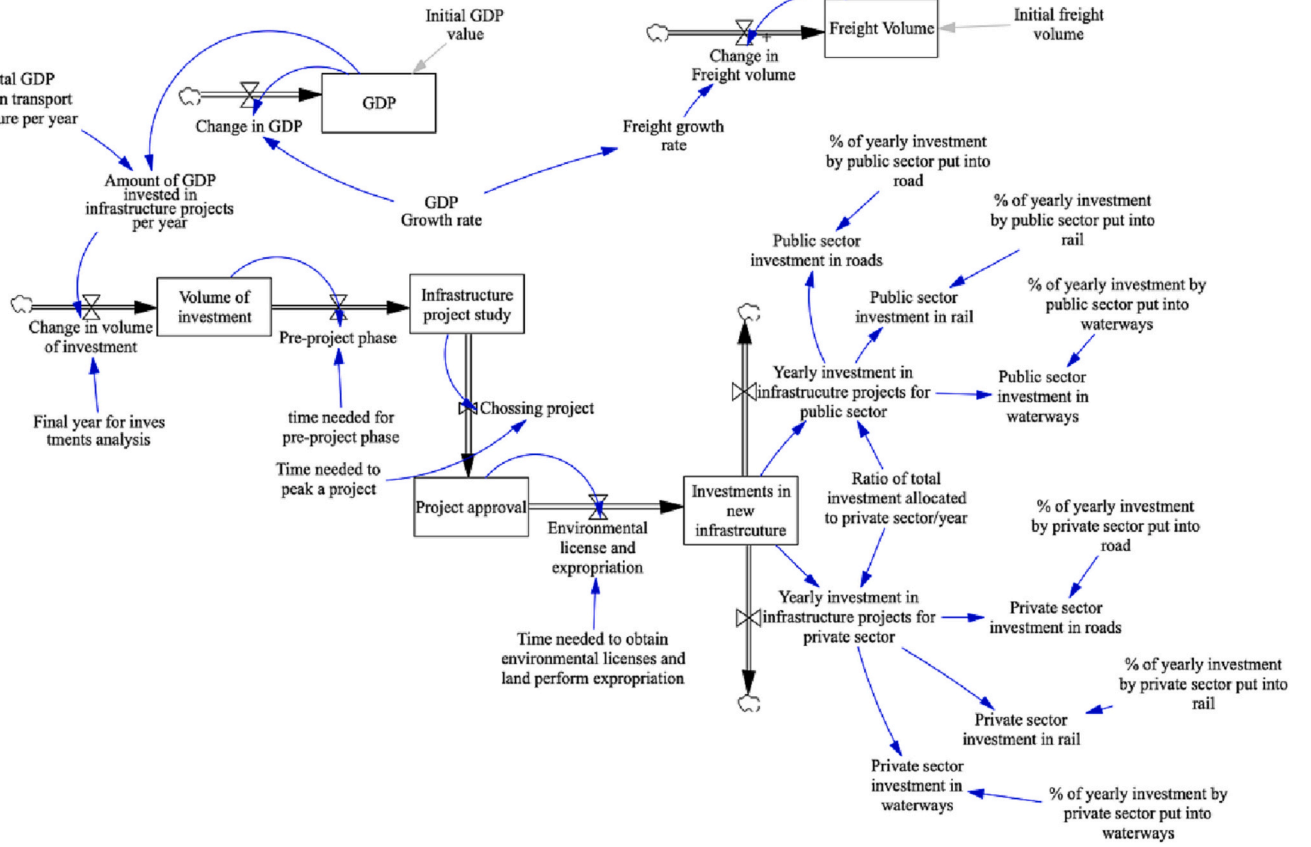 Initial GDP
value
Initial freight
volume
Freight Volume
+
Change in
Freight volume
tal GDP
n transport
ure per year
GDP
Change in GDP
Freight growth
rate
Amount of GDP
invested in
infrastructure projects
per year
GDP
Growth rate
% of yearly investment
by public sector put into
road
% of yearly investment
by public sector put into
rail
Public sector
investment in roads
% of yearly investment by
public sector put into
waterways
Volume of
investment
Infrastructure
project study
Public sector
investment in rail
Change in volume
of investment
Pre-project phase
Yearly investment in
infrastrucutre projects for
public sector
Public sector
investment in
waterways
Final year for inves
tments analysis
time needed for
pre-project phase
Chossing project
Time needed to
peak a project
Ratio of total
investment allocated
to private sector/year
Project approval
Investments in
new
infrastrcuture
Environmental
license and
expropriation
% of yearly investment
by private sector put into
road
Yearly investment in
infrastructure projects for
private sector
Private sector
investment in roads
Time needed to obtain
environmental licenses and
land perform expropriation
% of yearly investment
by private sector put into
rail
Private sector
investment in rail
Private sector
investment in
waterways
% of yearly investment by
private sector put into
waterways